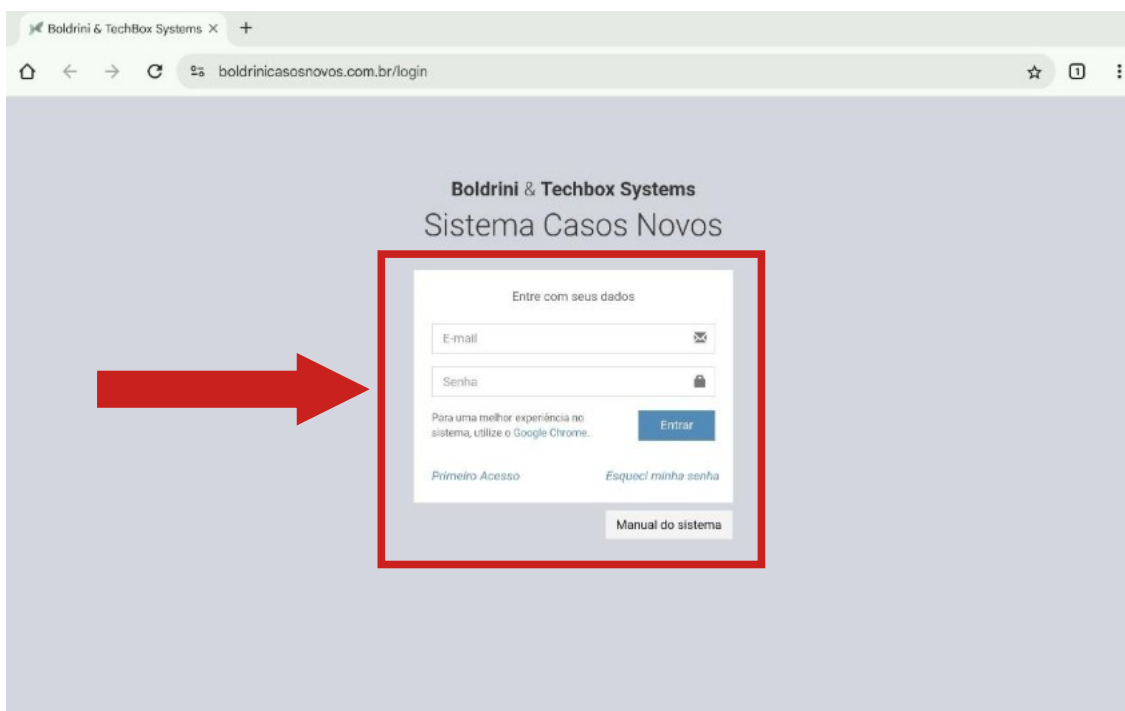 Boldrini & TechBox Systems
boldrinicasosnovos.com.br/login
1
Boldrini & Techbox Systems
Sistema Casos Novos
Entre com seus dados
E-mail
Senha
Para uma melhor experiência no
sistema, utilize o Google Chrome.
Entrar
Primeiro Acesso
Esqueci minha senha
Manual do sistema